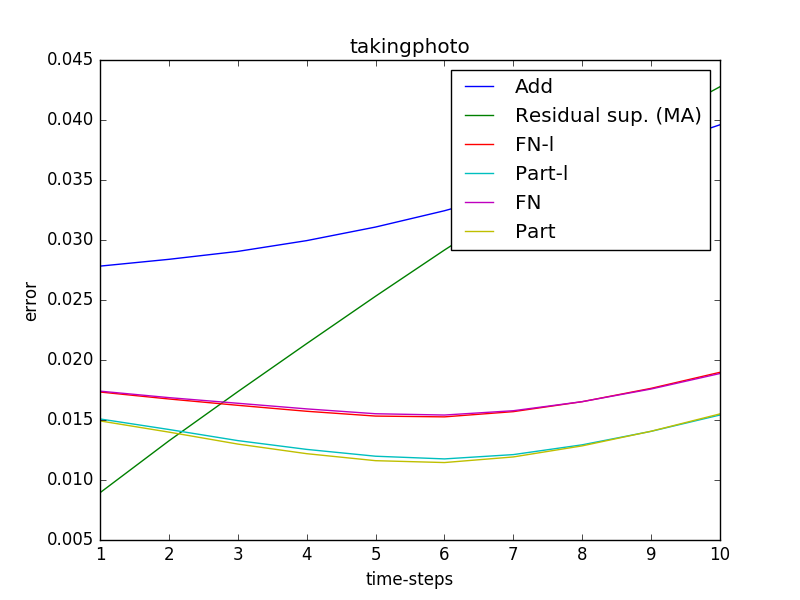 takingphoto
0.045
0.040
0.035
0.030
0.025
0.020
0.015
0.010
0.005
error
Add
Residual sup. (MA)
FN-l
Part-l
FN
Part
1 2 3 4 5 6 7 8 9 10
time-steps